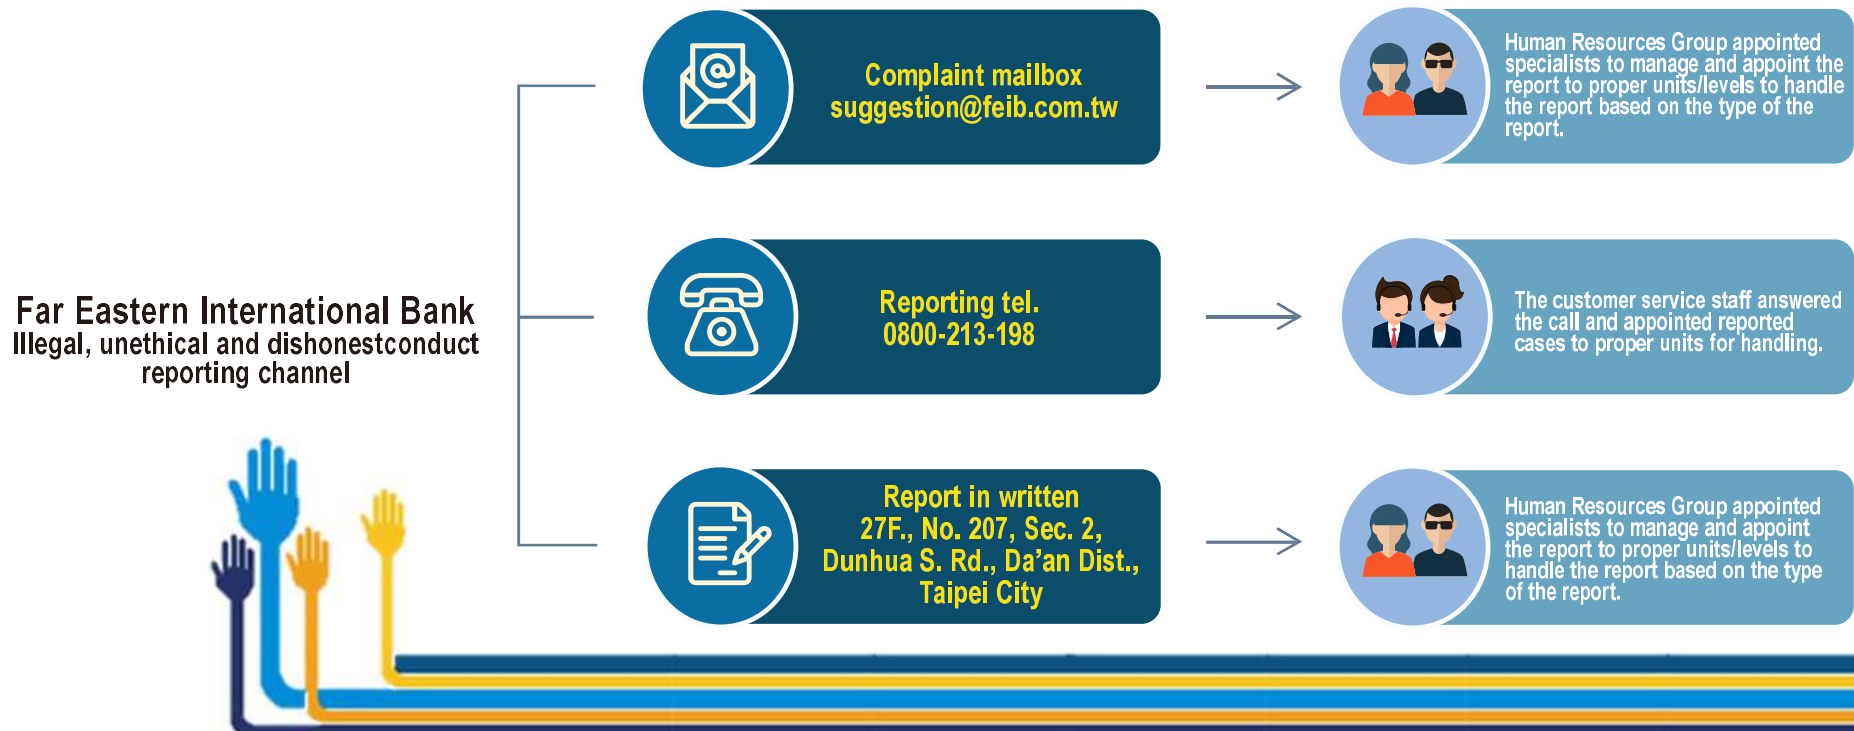 Far Eastern International Bank
Illegal, unethical and dishonestconduct
reporting channel
Complaint mailbox
suggestion@feib.com.tw
Human Resources Group appointed
specialists to manage and appoint the
report to proper units/levels to handle
the report based on the type of the
report.
Reporting tel.
0800-213-198
The customer service staff answered
the call and appointed reported
cases to proper units for handling.
Report in written
27F., No. 207, Sec. 2,
Dunhua S. Rd., Da’an Dist.,
Taipei City
Human Resources Group appointed
specialists to manage and appoint
the report to proper units/levels to
handle the report based on the type
of the report.